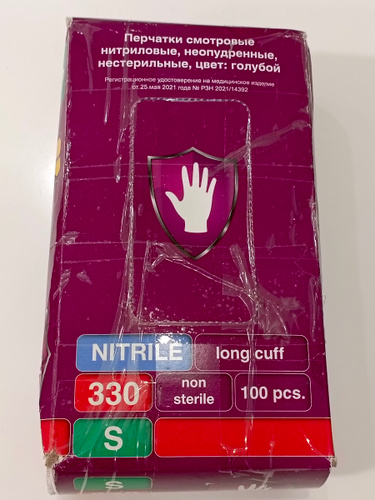 Перчатки смотровые
нитриловые, неопудренные,
нестерильные, цвет: голубой
Регистрационное удостоверение на медицинское изделие
от 25 мая 2021 года № РЗН 2021/14392
NITRILE long cuff
330 non sterile 100 pcs.
S
S